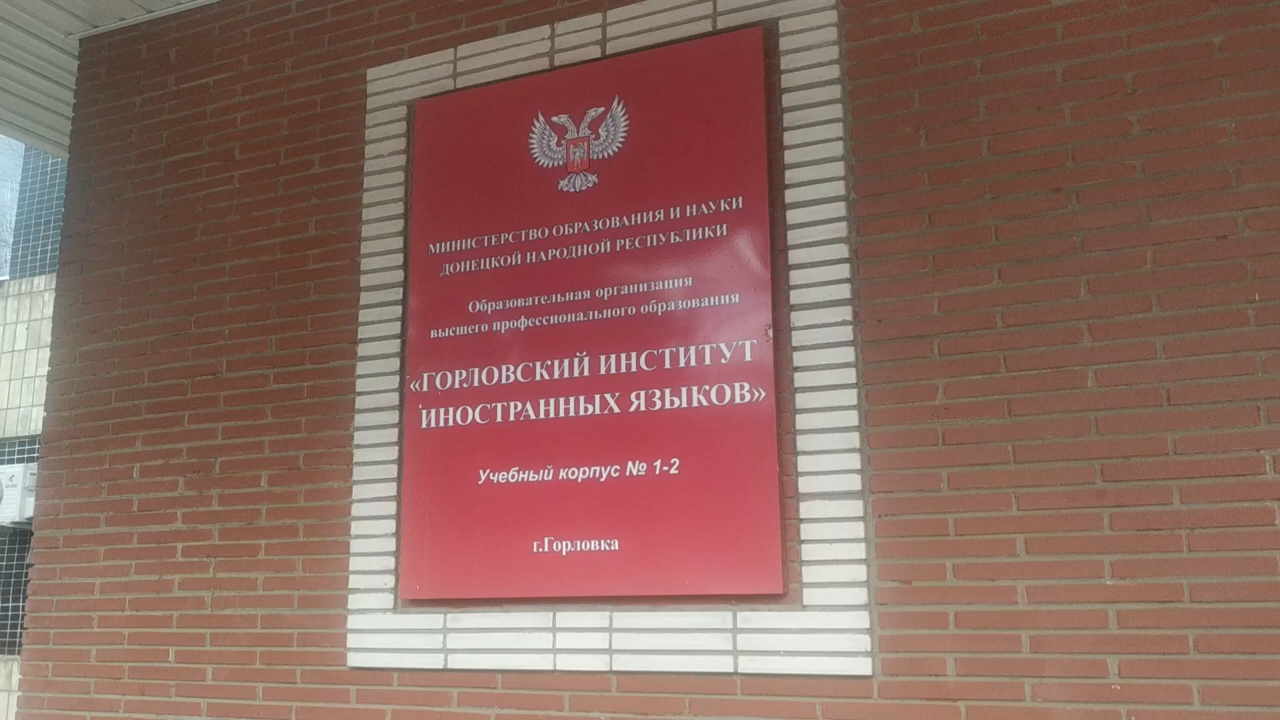 МИНИСТЕРСТВО ОБРАЗОВАНИЯ И НАУКИ
ДОНЕЦКОЙ НАРОДНОЙ РЕСПУБЛИКИ
Образовательная организация
высшего профессионального образования
«ГОРЛОВСКИЙ ИНСТИТУТ
ИНОСТРАННЫХ ЯЗЫКОВ»
Учебный корпус № 1-2
г.Горловка